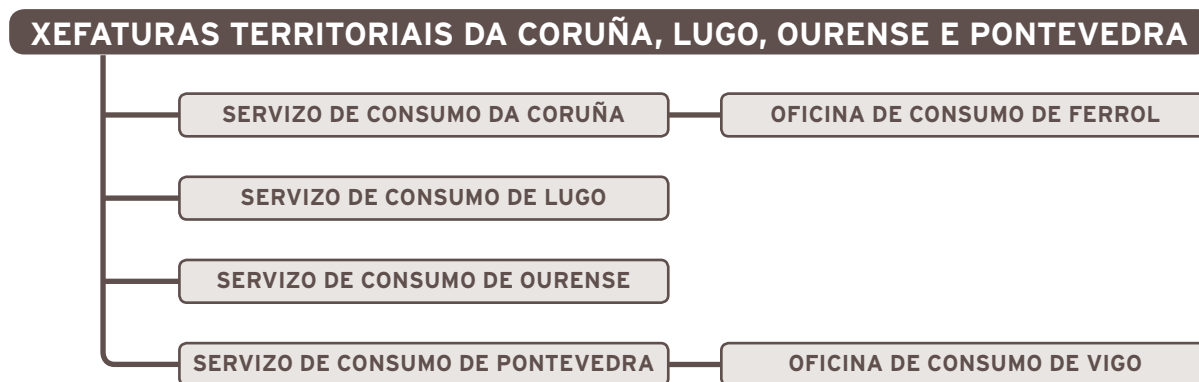 XEFATURAS TERRITORIAIS DA CORUÑA, LUGO, OURENSE E PONTEVEDRA
SERVIZO DE CONSUMO DA CORUÑA
OFICINA DE CONSUMO DE FERROL
SERVIZO DE CONSUMO DE LUGO
SERVIZO DE CONSUMO DE OURENSE
SERVIZO DE CONSUMO DE PONTEVEDRA
OFICINA DE CONSUMO DE VIGO